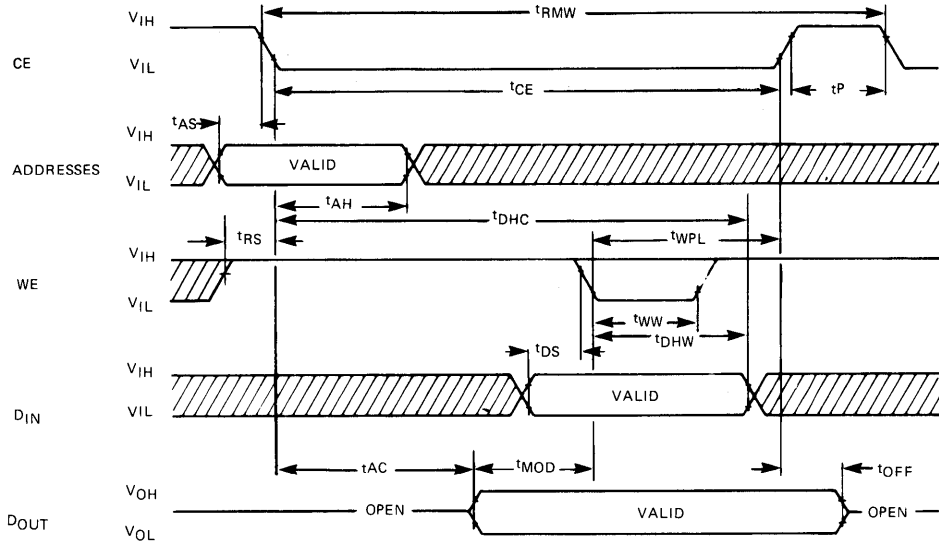 VIH tRMW
CE VIL
tCE tP
tAS
VIH
ADDRESSES VALID
VIL
tAH
tDHC
tRS tWPL
VIH
WE
VIL
tWW
tDHW
tDS
VIH
DIN VIL VALID
tAC tMOD tOFF
VOH
DOUT OPEN VALID OPEN
VOL